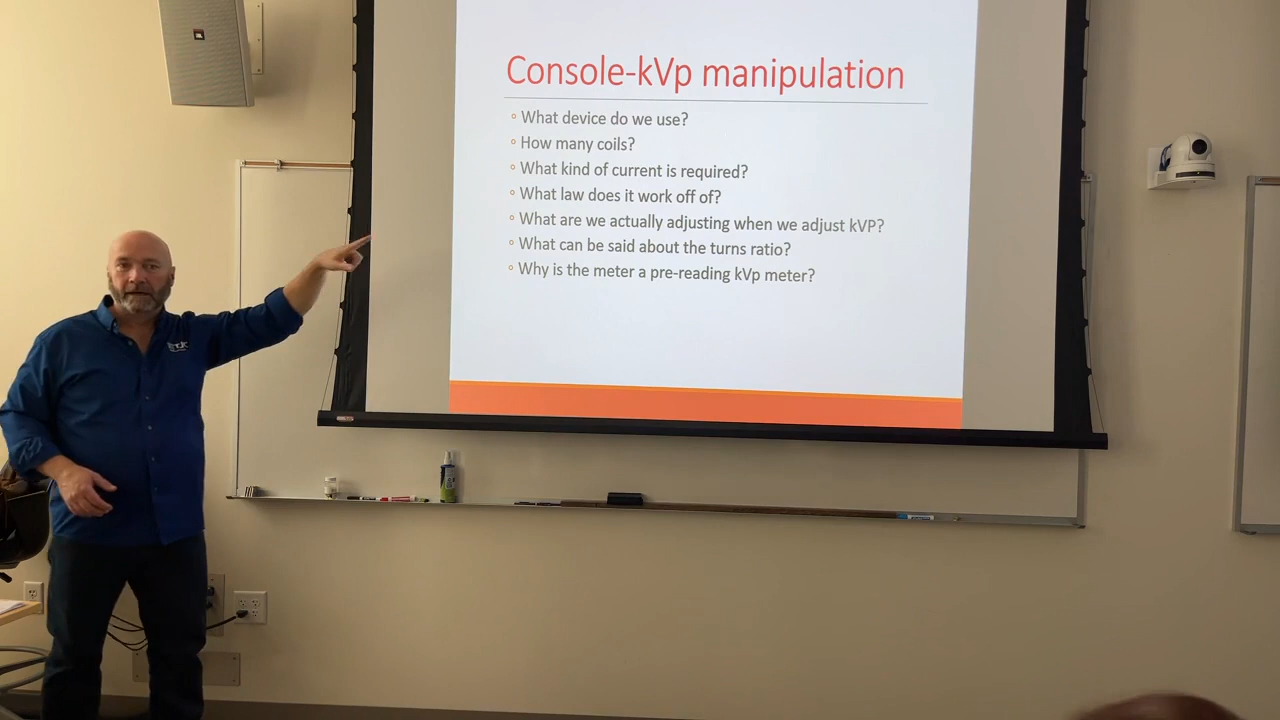 Console-kVp manipulation
◦ What device do we use?
◦ How many coils?
◦ What kind of current is required?
◦ What law does it work off of?
◦ What are we actually adjusting when we adjust kVP?
◦ What can be said about the turns ratio?
◦ Why is the meter a pre-reading kVp meter?